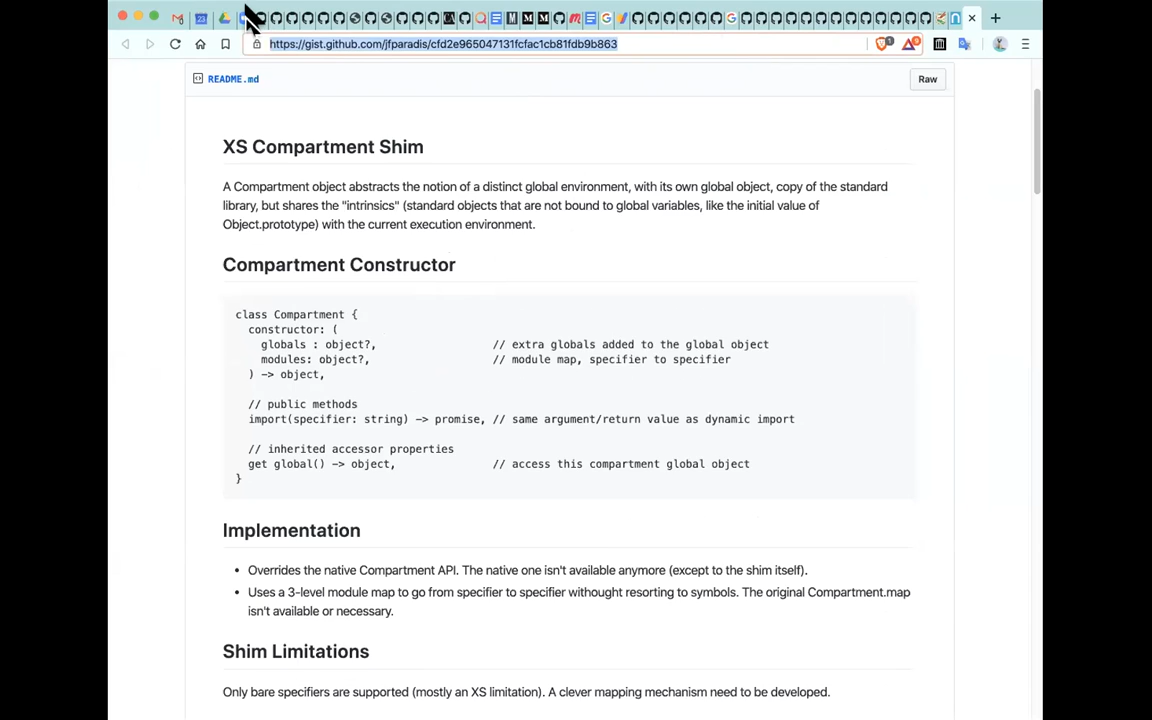 https://gist.github.com/jfparadis/cfd2e965047131fcfac1cb81fdb9b863
README.md
Raw
XS Compartment Shim
A Compartment object abstracts the notion of a distinct global environment, with its own global object, copy of the standard
library, but shares the "intrinsics" (standard objects that are not bound to global variables, like the initial value of
Object.prototype) with the current execution environment.
Compartment Constructor
class Compartment {
constructor: (
globals : object?, // extra globals added to the global object
modules: object?, // module map, specifier to specifier
) -> object,
// public methods
import(specifier: string) -> promise, // same argument/return value as dynamic import
// inherited accessor properties
get global() -> object, // access this compartment global object
}
Implementation
• Overrides the native Compartment API. The native one isn't available anymore (except to the shim itself).
• Uses a 3-level module map to go from specifier to specifier withought resorting to symbols. The original Compartment.map
isn't available or necessary.
Shim Limitations
Only bare specifiers are supported (mostly an XS limitation). A clever mapping mechanism need to be developed.